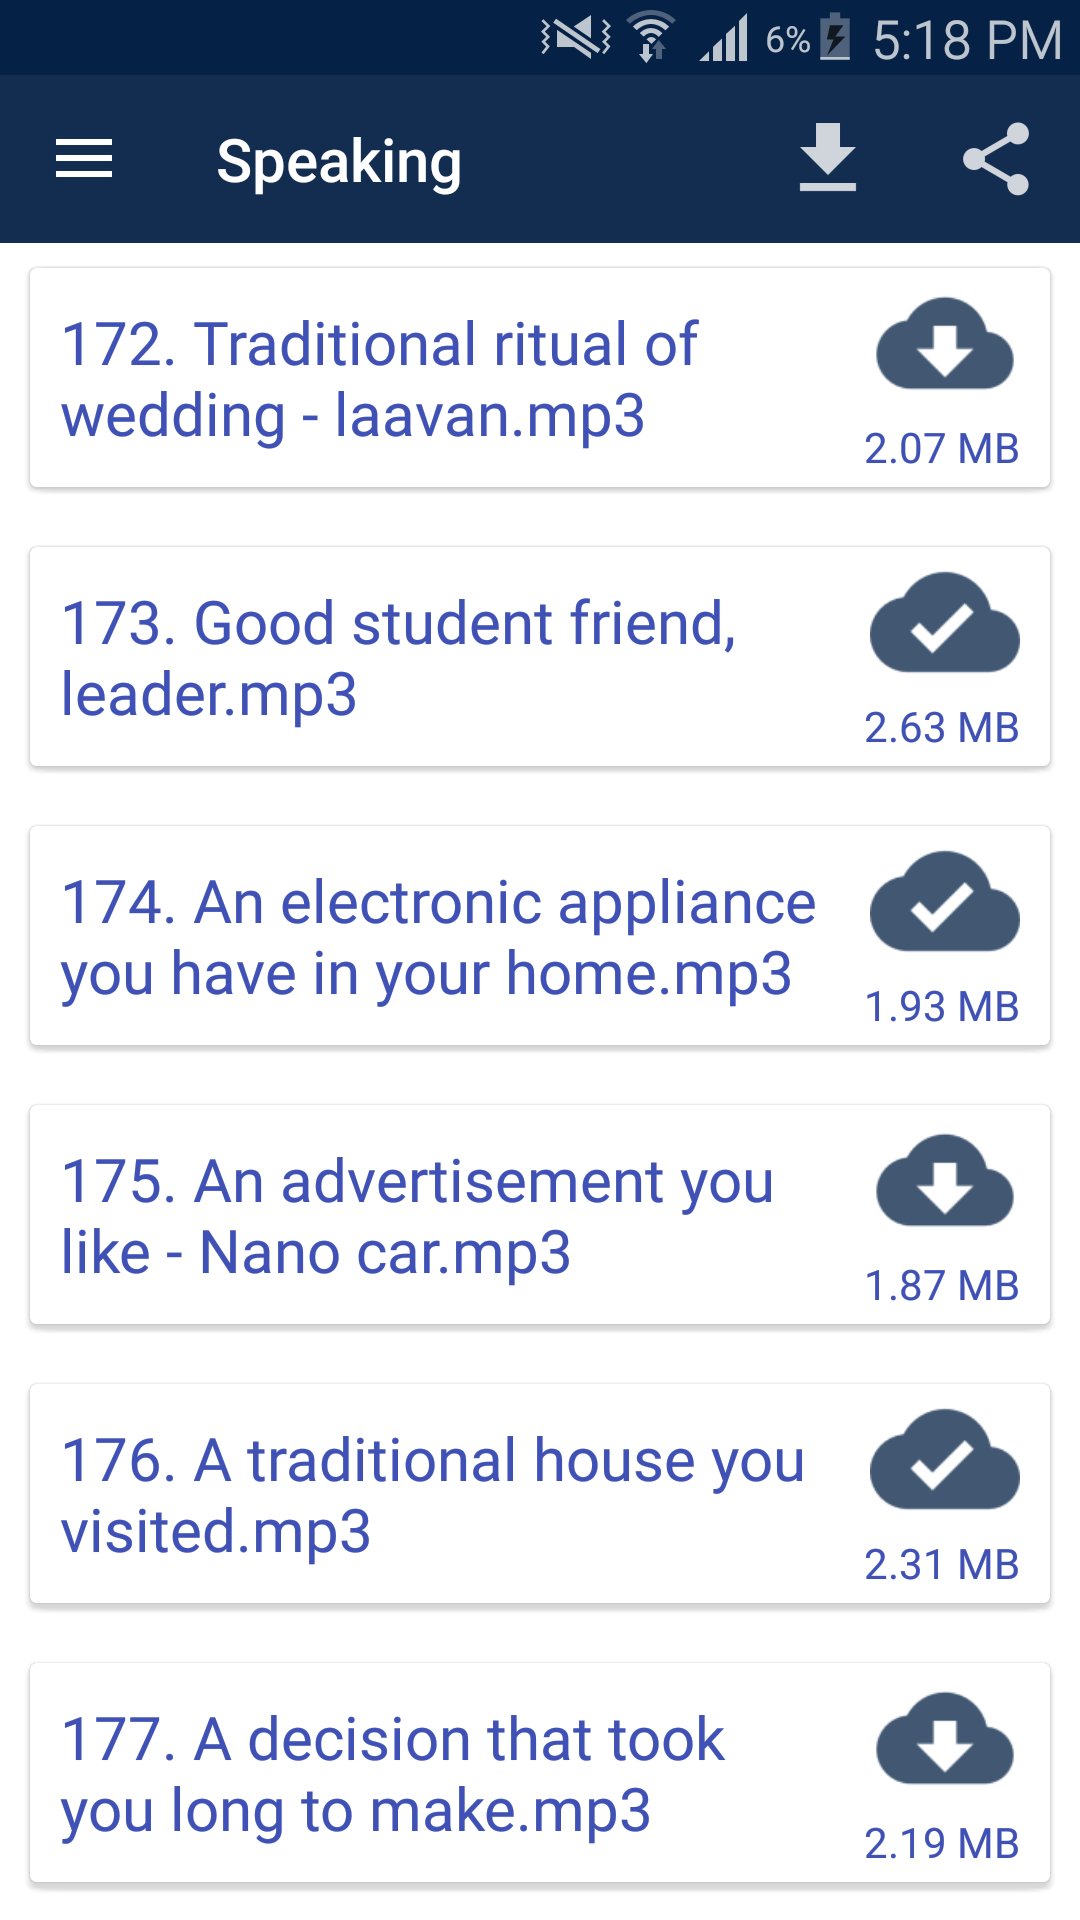 6% 5:18 PM
Speaking
172. Traditional ritual of
wedding - laavan.mp3
2.07 MB
173. Good student friend,
leader.mp3
2.63 MB
174. An electronic appliance
you have in your home.mp3
1.93 MB
175. An advertisement you
like - Nano car.mp3
1.87 MB
176. A traditional house you
visited.mp3
2.31 MB
177. A decision that took
you long to make.mp3
2.19 MB